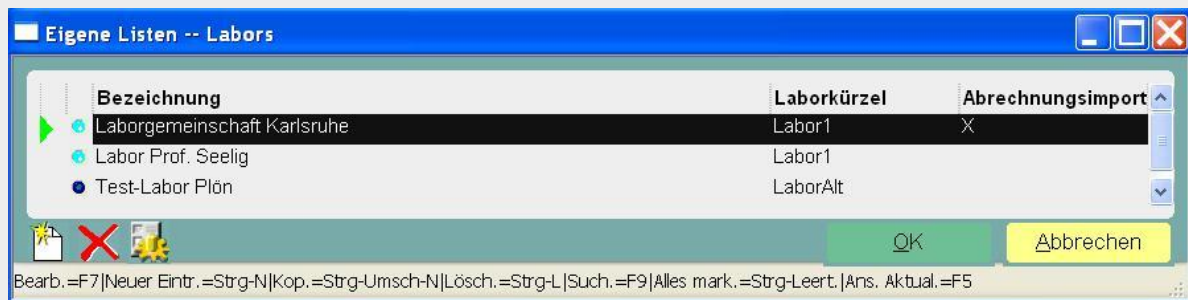 Eigene Listen -- Labors
Bezeichnung Laborkürzel Abrechnungsimport
Laborgemeinschaft Karlsruhe Labor1 X
Labor Prof. Seelig Labor1
Test-Labor Plön LaborAlt
OK Abbrechen
Bearb.=F7|Neuer Eintr.=Strg-N|Kop.=Strg-Umsch-N|Lösch.=Strg-L|Such.=F9|Alles mark.=Strg-Leert.|Ans. Aktual.=F5